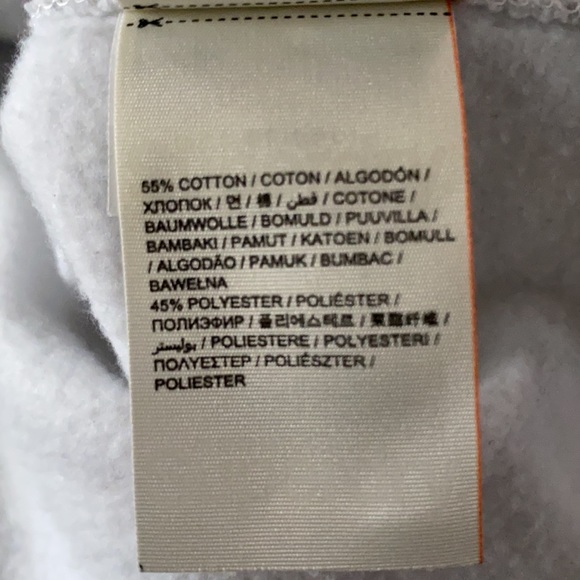 55% COTTON / COTON / ALGODÓN /
ХЛОПОК / 면 / 棉 / قطن / COTONE /
BAUMWOLLE / BOMULD / PUUVILLA /
BAMBAKI / PAMUT / KATOEN / BOMULL
/ ALGODÃO / PAMUK / BUMBAC /
BAWEŁNA
45% POLYESTER / POLIÉSTER /
ПОЛИЭФИР / 폴리에스테르 / 聚酯纤维 /
بوليستر / POLIESTERE / POLYESTERI /
ΠΟΛΥΕΣΤΕΡ / POLIÉSZTER /
POLIESTER